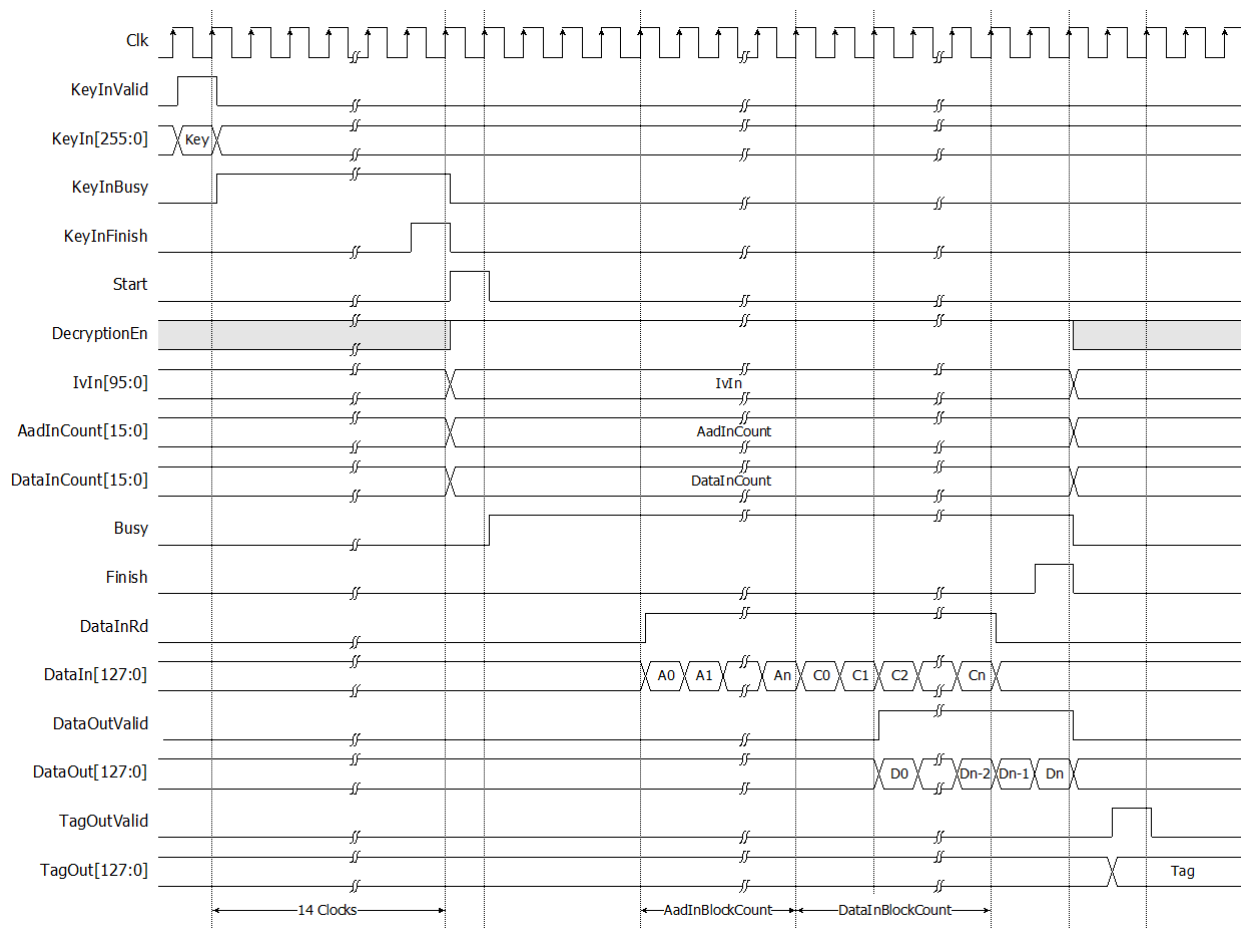 Clk
KeyInValid
KeyIn[255:0]
Key
KeyInBusy
KeyInFinish
Start
DecryptionEn
IvIn[95:0]
IvIn
AadInCount[15:0]
AadInCount
DataInCount[15:0]
DataInCount
Busy
Finish
DataInRd
DataIn[127:0]
A0 A1 An C0 C1 C2 Cn
DataOutValid
DataOut[127:0]
D0 Dn-2 Dn-1 Dn
TagOutValid
TagOut[127:0]
Tag
14 Clocks
AadInBlockCount
DataInBlockCount